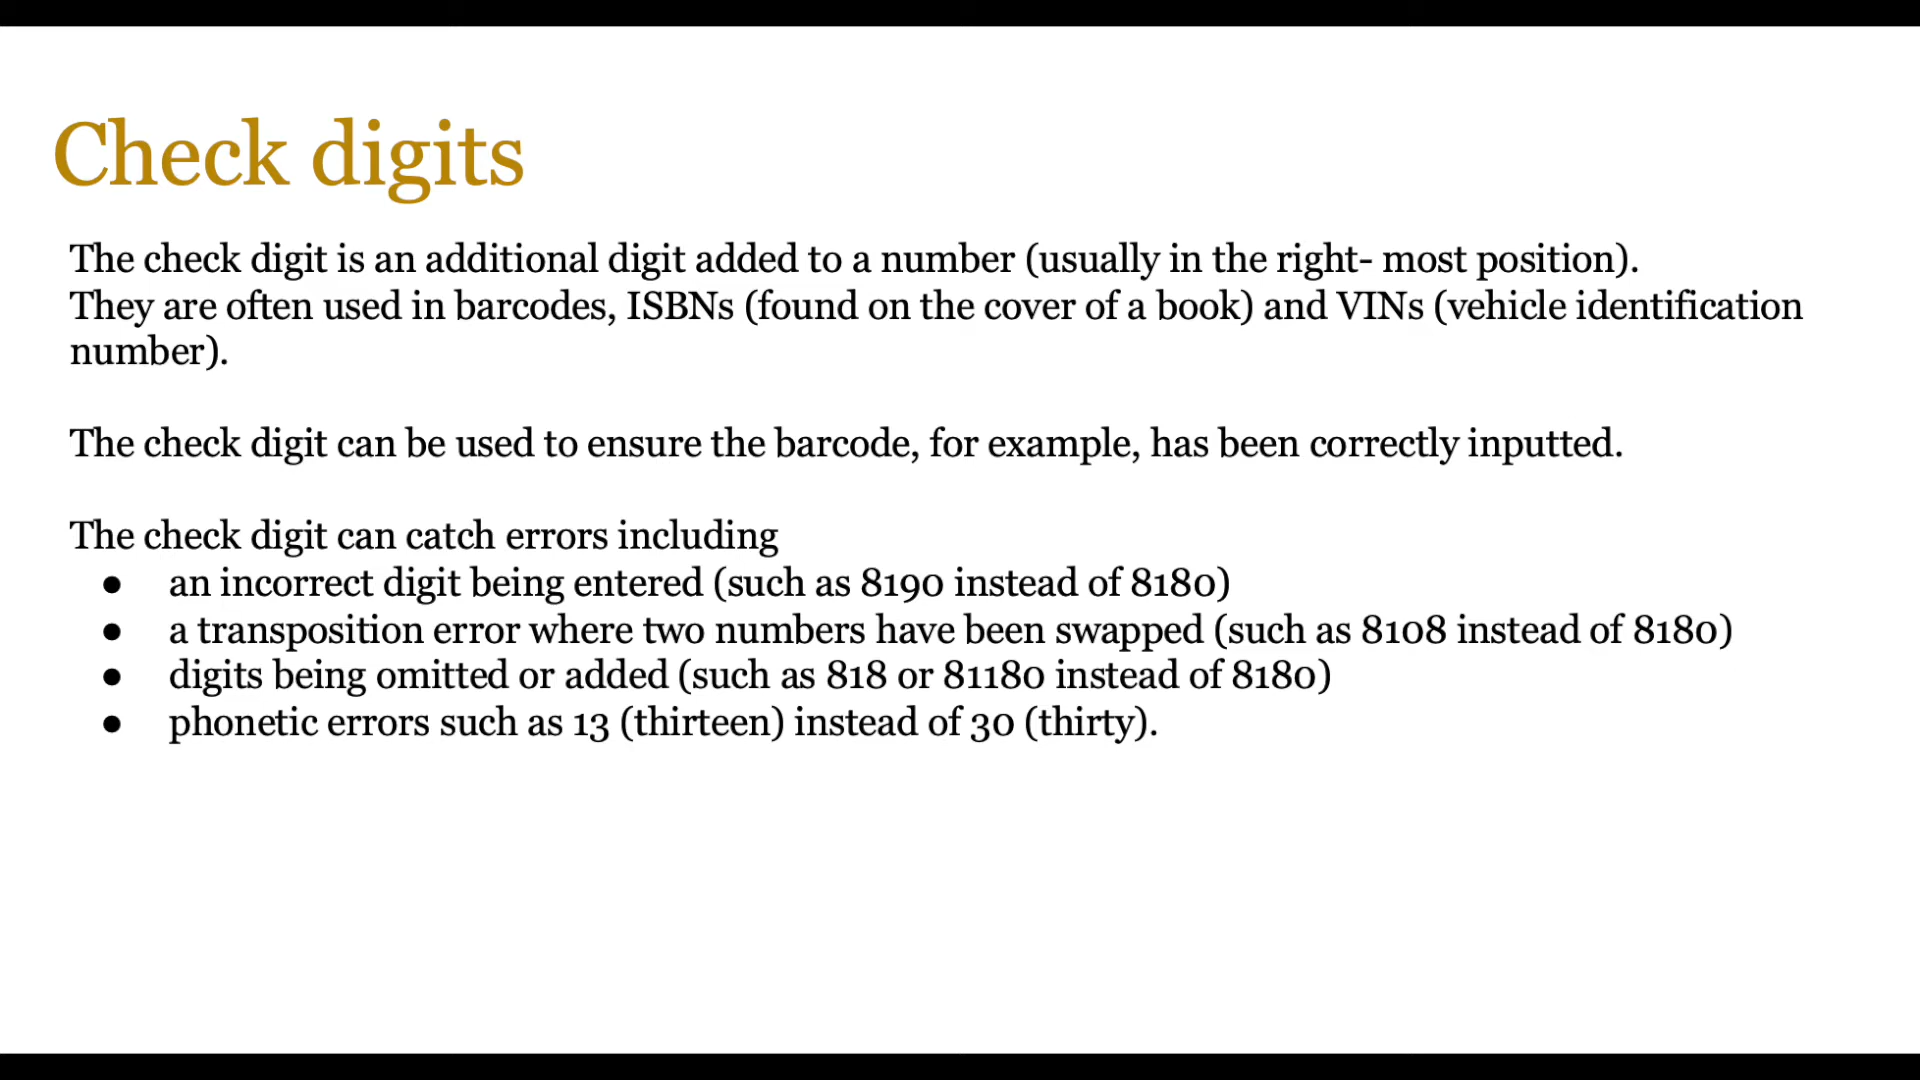 Check digits
The check digit is an additional digit added to a number (usually in the right- most position).
They are often used in barcodes, ISBNs (found on the cover of a book) and VINs (vehicle identification
number).
The check digit can be used to ensure the barcode, for example, has been correctly inputted.
The check digit can catch errors including
● an incorrect digit being entered (such as 8190 instead of 8180)
● a transposition error where two numbers have been swapped (such as 8108 instead of 8180)
● digits being omitted or added (such as 818 or 81180 instead of 8180)
● phonetic errors such as 13 (thirteen) instead of 30 (thirty).